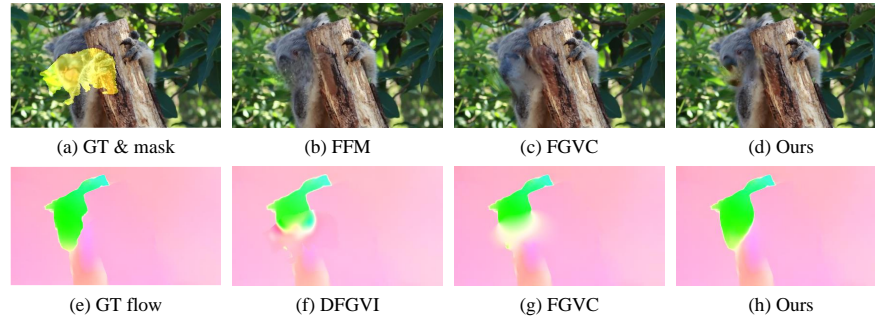 (a) GT & mask
(b) FFM
(c) FGVC
(d) Ours
(e) GT flow
(f) DFGVI
(g) FGVC
(h) Ours